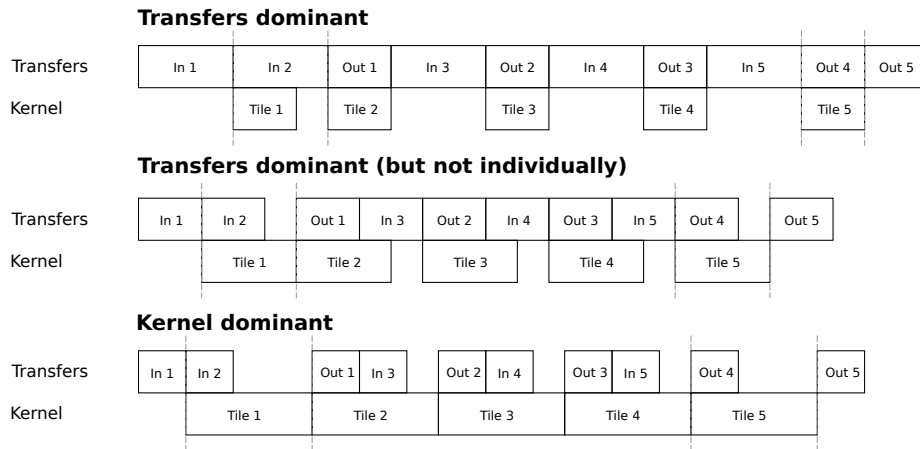 Transfers dominant
Transfers In 1 In 2 Out 1 In 3 Out 2 In 4 Out 3 In 5 Out 4 Out 5
Kernel Tile 1 Tile 2 Tile 3 Tile 4 Tile 5
Transfers dominant (but not individually)
Transfers In 1 In 2 Out 1 In 3 Out 2 In 4 Out 3 In 5 Out 4 Out 5
Kernel Tile 1 Tile 2 Tile 3 Tile 4 Tile 5
Kernel dominant
Transfers In 1 In 2 Out 1 In 3 Out 2 In 4 Out 3 In 5 Out 4 Out 5
Kernel Tile 1 Tile 2 Tile 3 Tile 4 Tile 5